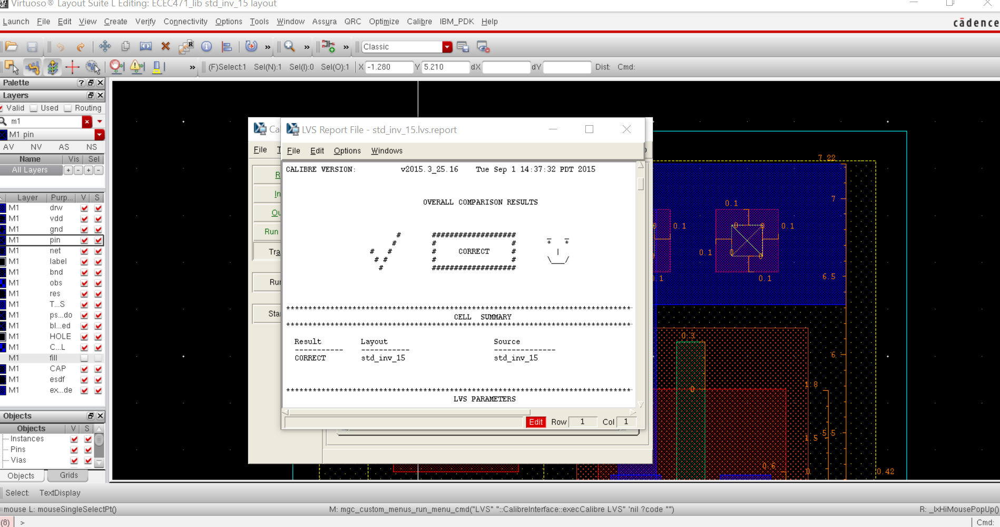 Virtuoso® Layout Suite L Editing: ECEC471_lib std_inv_15 layout
Launch File Edit View Create Verify Connectivity Options Tools Window Assura QRC Optimize Calibre IBM_PDK Help
cādence
» » » Classic
» (F)Select:1 Sel(N):1 Sel(I):0 Sel(O):1 X -1.280 Y 5.210 dX dY Dist: Cmd:
Palette
Layers
Valid Used Routing
m1
M1 pin
AV NV AS NS
Name Vis Sel
All Layers + - + -
Layer Purp... V S
M1 drw
M1 vdd
M1 gnd
M1 pin
M1 net
M1 label
M1 bnd
M1 obs
M1 res
M1 T...S
M1 ps...do
M1 bl...ed
M1 HOLE
M1 C...L
M1 fill
M1 CAP
M1 esdf
M1 ex...de
Objects
Objects V S
Instances
Pins
Vias
Objects Grids
Ca
File T
R
In
Ou
Run
Tra
Run
Star
LVS Report File - std_inv_15.lvs.report
File Edit Options Windows
CALIBRE VERSION: v2015.3_25.16 Tue Sep 1 14:37:32 PDT 2015
OVERALL COMPARISON RESULTS
# ################### _ _
# # # * *
# # # CORRECT # |
# # # # \___/
# ###################
*******************************************************************************
CELL SUMMARY
*******************************************************************************
Result Layout Source
----------- ----------- --------------
CORRECT std_inv_15 std_inv_15
*******************************************************************************
LVS PARAMETERS
Edit Row 1 Col 1
7.22
7
0.1
0.1 0.1
0.1
0.1 0.1
6.5
0.3
6
1.8
0
5.5
1.5
0.6
0 0.42
Select: TextDisplay
mouse L: mouseSingleSelectPt() M: mgc_custom_menus_run_menu_cmd("LVS" "::CalibreInterface::execCalibre LVS" 'nil ?code "") R: _lxHiMousePopUp()
(8) > Cmd: